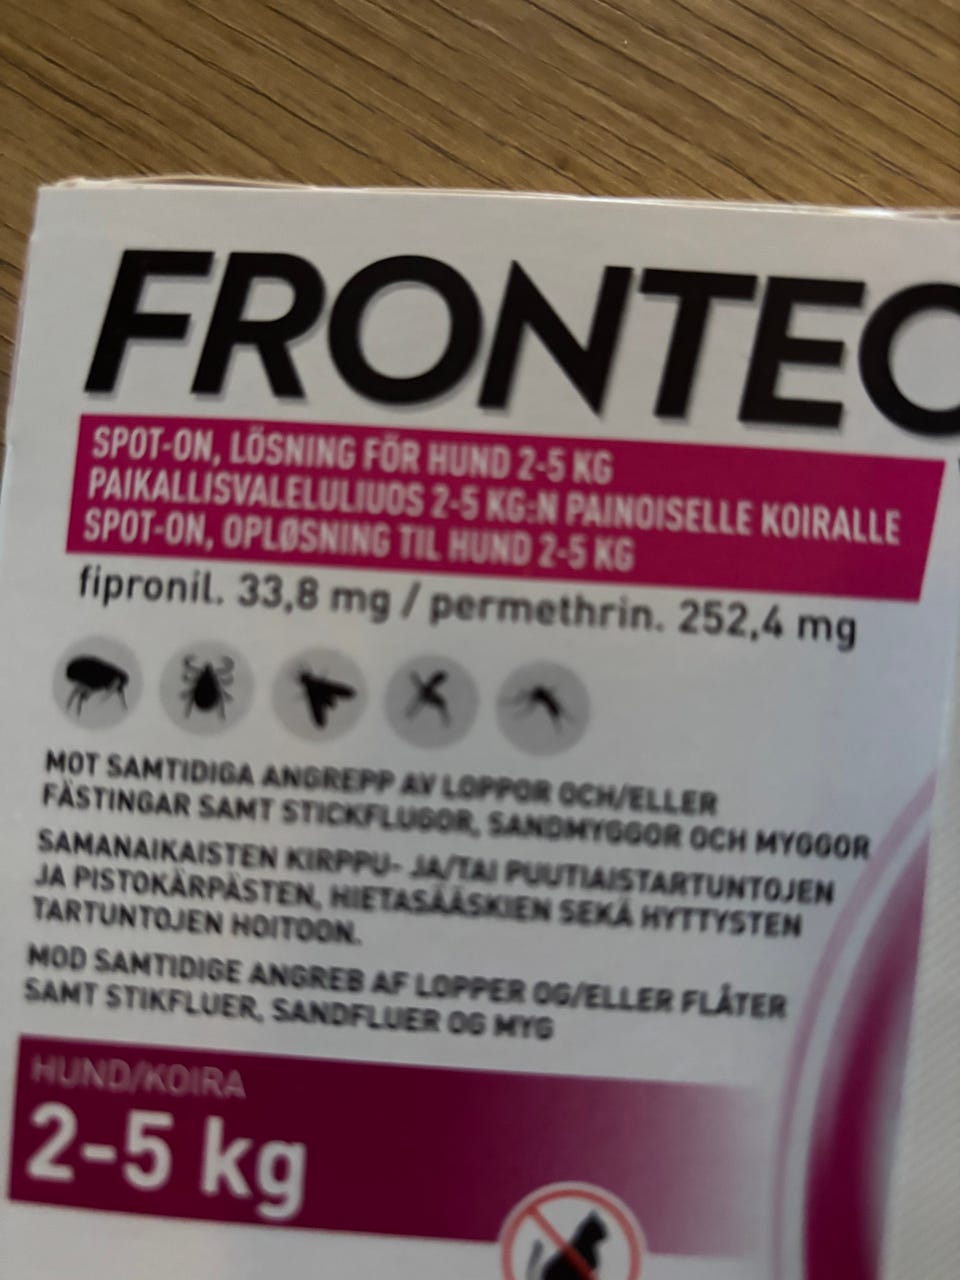 FRONTEC
SPOT-ON, LÖSNING FÖR HUND 2-5 KG
PAIKALLISVALELULIUOS 2-5 KG:N PAINOISELLE KOIRALLE
SPOT-ON, OPLØSNING TIL HUND 2-5 KG
fipronil. 33,8 mg / permethrin. 252,4 mg
MOT SAMTIDIGA ANGREPP AV LOPPOR OCH/ELLER
FÄSTINGAR SAMT STICKFLUGOR, SANDMYGGOR OCH MYGGOR
SAMANAIKAISTEN KIRPPU- JA/TAI PUUTIAISTARTUNTOJEN
JA PISTOKÄRPÄSTEN, HIETASÄÄSKIEN SEKÄ HYTTYSTEN
TARTUNTOJEN HOITOON.
MOD SAMTIDIGE ANGREB AF LOPPER OG/ELLER FLÅTER
SAMT STIKFLUER, SANDFLUER OG MYG
HUND/KOIRA
2-5 kg